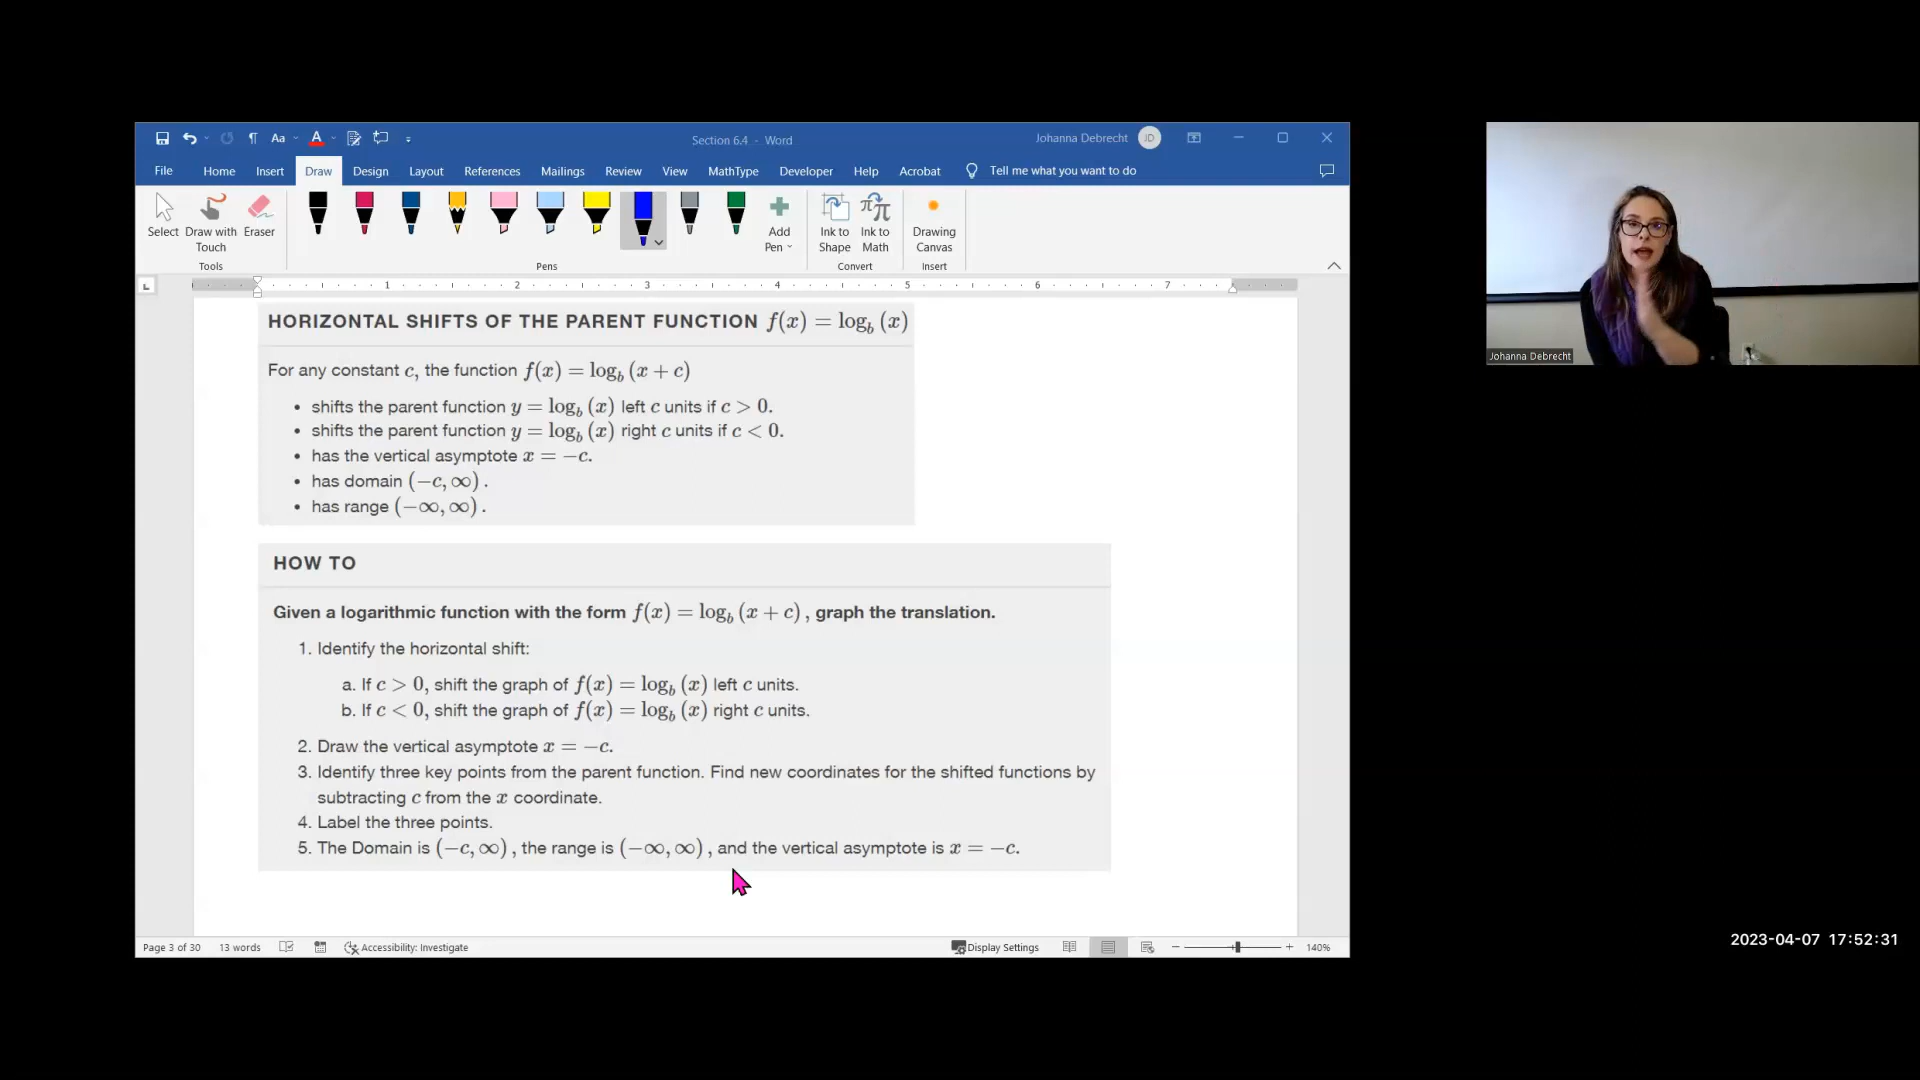 Section 6.4 - Word
Johanna Debrecht JD
File Home Insert Draw Design Layout References Mailings Review View MathType Developer Help Acrobat Tell me what you want to do
Select Draw with Touch Eraser Add Pen Ink to Shape Ink to Math Drawing Canvas
Tools Pens Convert Insert
1 2 3 4 5 6 7
HORIZONTAL SHIFTS OF THE PARENT FUNCTION f(x) = log_b (x)
For any constant c, the function f(x) = log_b (x + c)
• shifts the parent function y = log_b (x) left c units if c > 0.
• shifts the parent function y = log_b (x) right c units if c < 0.
• has the vertical asymptote x = −c.
• has domain (−c, ∞) .
• has range (−∞, ∞) .
HOW TO
Given a logarithmic function with the form f(x) = log_b (x + c) , graph the translation.
1. Identify the horizontal shift:
a. If c > 0, shift the graph of f(x) = log_b (x) left c units.
b. If c < 0, shift the graph of f(x) = log_b (x) right c units.
2. Draw the vertical asymptote x = −c.
3. Identify three key points from the parent function. Find new coordinates for the shifted functions by
subtracting c from the x coordinate.
4. Label the three points.
5. The Domain is (−c, ∞) , the range is (−∞, ∞) , and the vertical asymptote is x = −c.
Page 3 of 30 13 words Accessibility: Investigate Display Settings 140%
Johanna Debrecht
2023-04-07 17:52:31